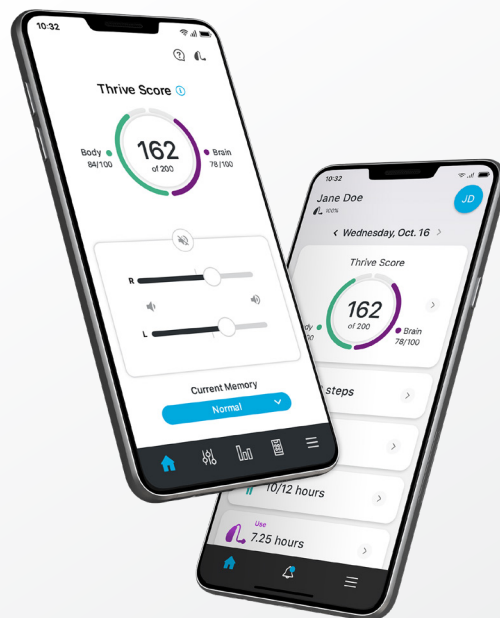 10:32
Thrive Score
Body
84/100
162
of 200
Brain
78/100
R
L
Current Memory
Normal
10:32
Jane Doe
100%
JD
Wednesday, Oct. 16
Thrive Score
162
of 200
Brain
78/100
steps
10/12 hours
Use
7.25 hours